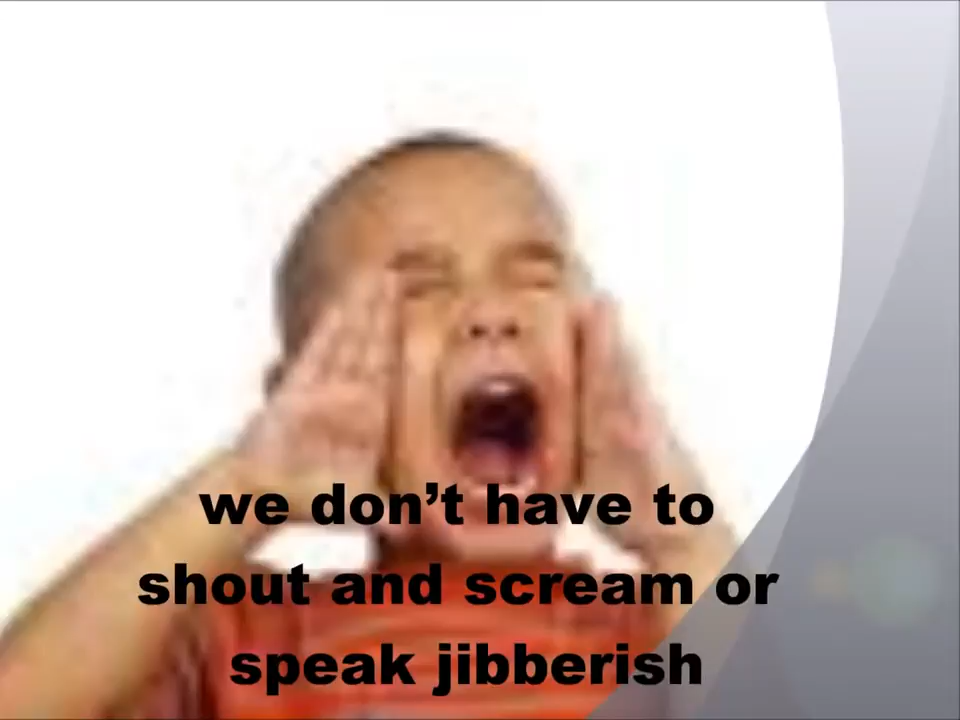 we don’t have to
shout and scream or
speak jibberish